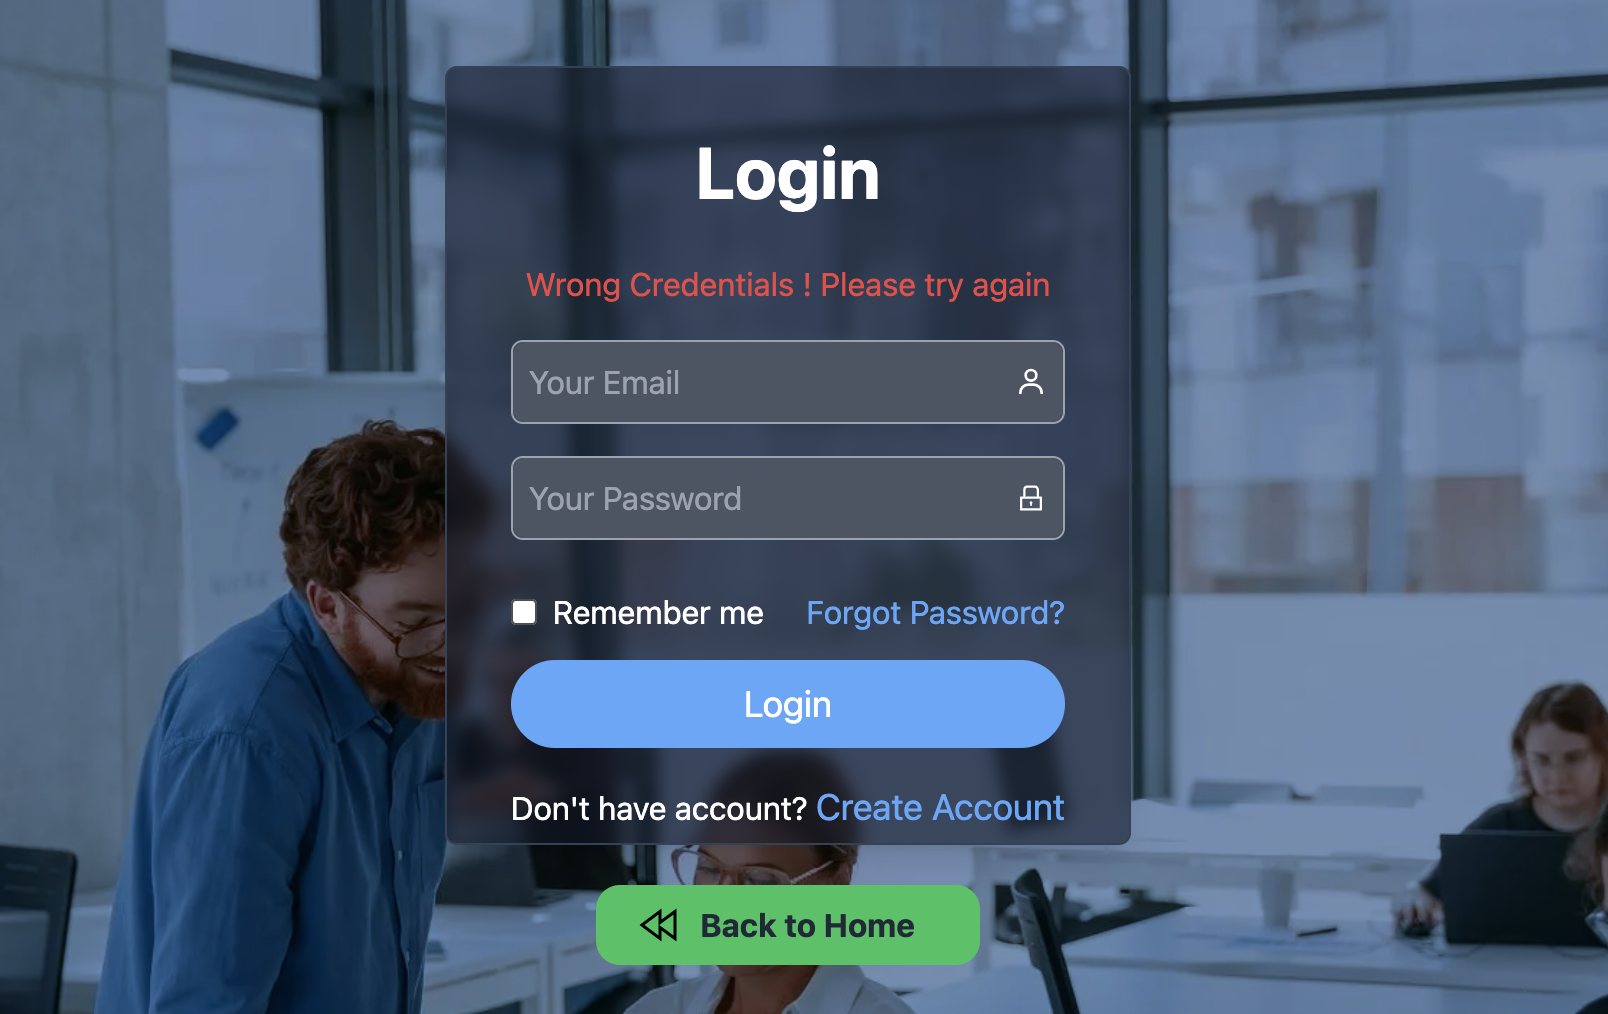 Login
Wrong Credentials ! Please try again
Your Email
Your Password
Remember me Forgot Password?
Login
Don't have account? Create Account
Back to Home